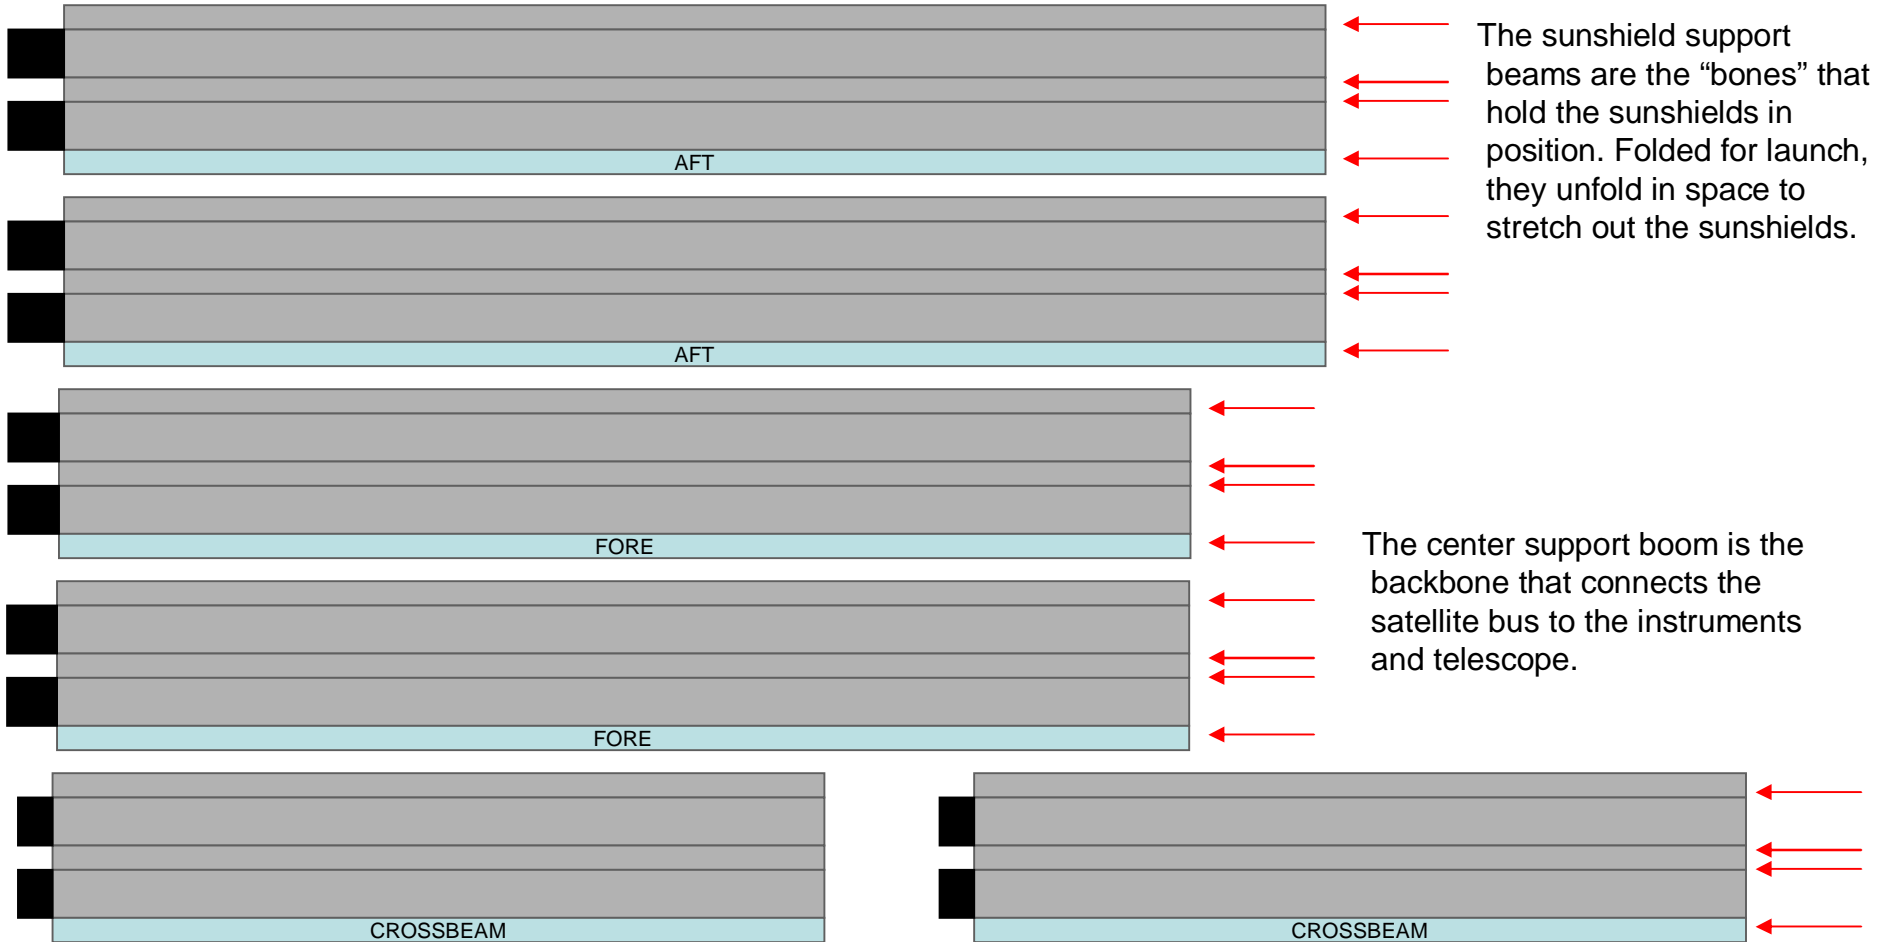 The sunshield support
beams are the “bones” that
hold the sunshields in
position. Folded for launch,
they unfold in space to
stretch out the sunshields.
AFT
AFT
FORE
The center support boom is the
backbone that connects the
satellite bus to the instruments
and telescope.
FORE
CROSSBEAM
CROSSBEAM